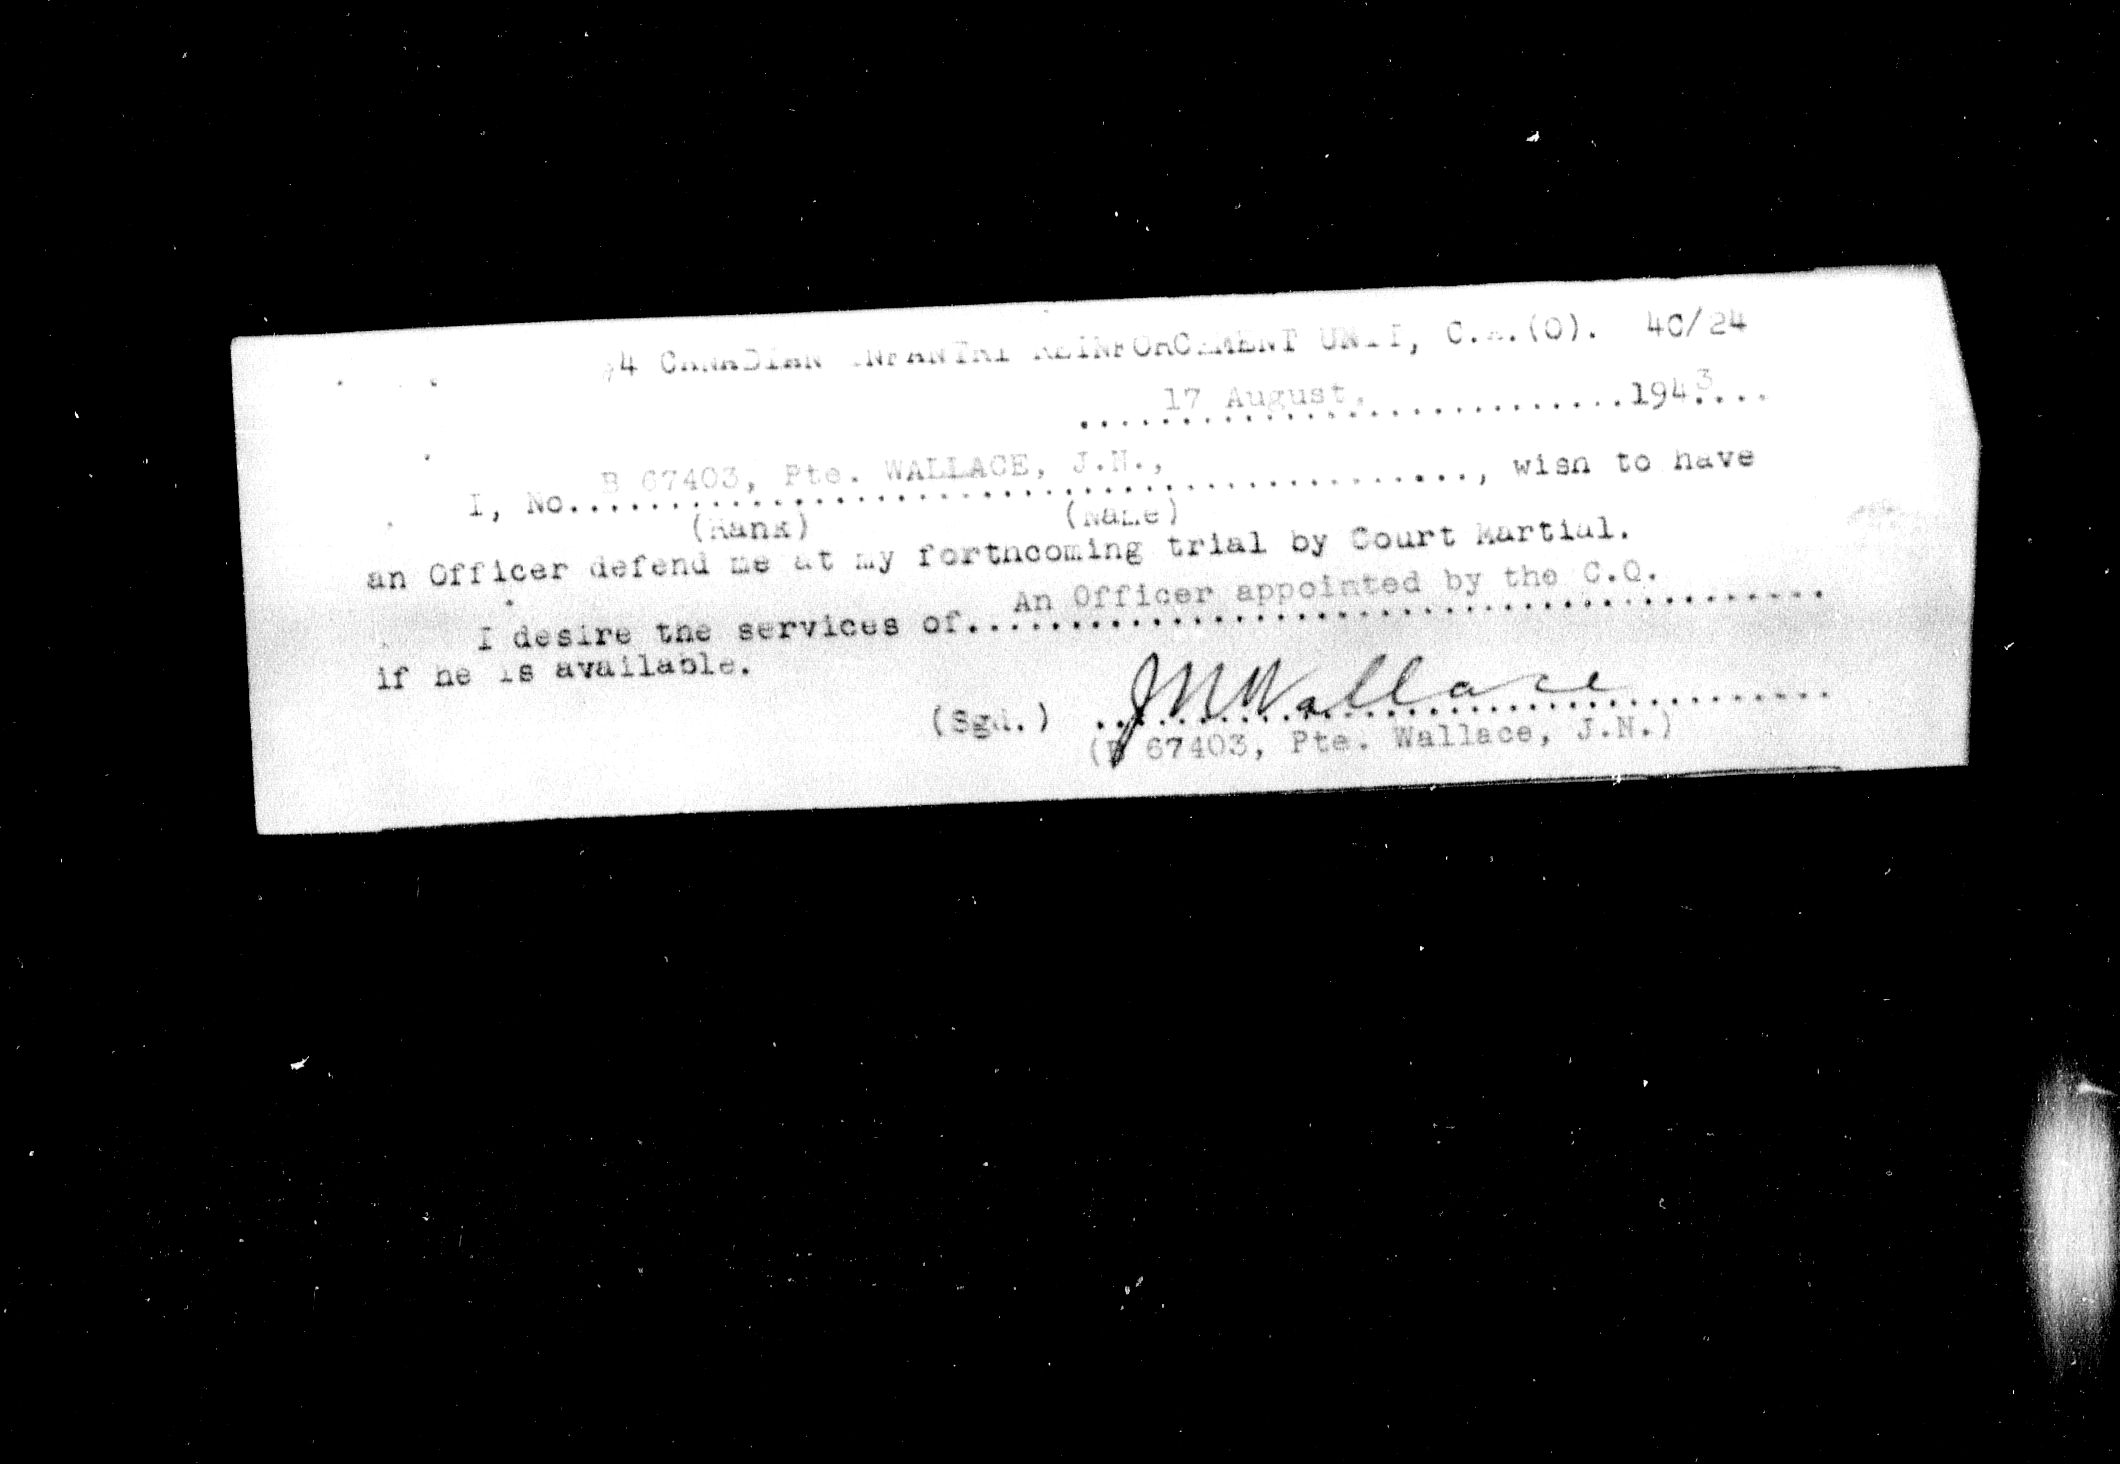 4 CANADIAN INFANTRY REINFORCEMENT UNIT, C.A.(O). 4C/24
....17 August,....................1943....
I, No. B 67403, Pte. WALLACE, J.N.,................, wish to have
(Rank) (Name)
an Officer defend me at my forthcoming trial by Court Martial.
I desire the services of...An Officer appointed by the C.O.........
if he is available.
(Sgd.) J N Wallace..........
(B 67403, Pte. Wallace, J.N.)